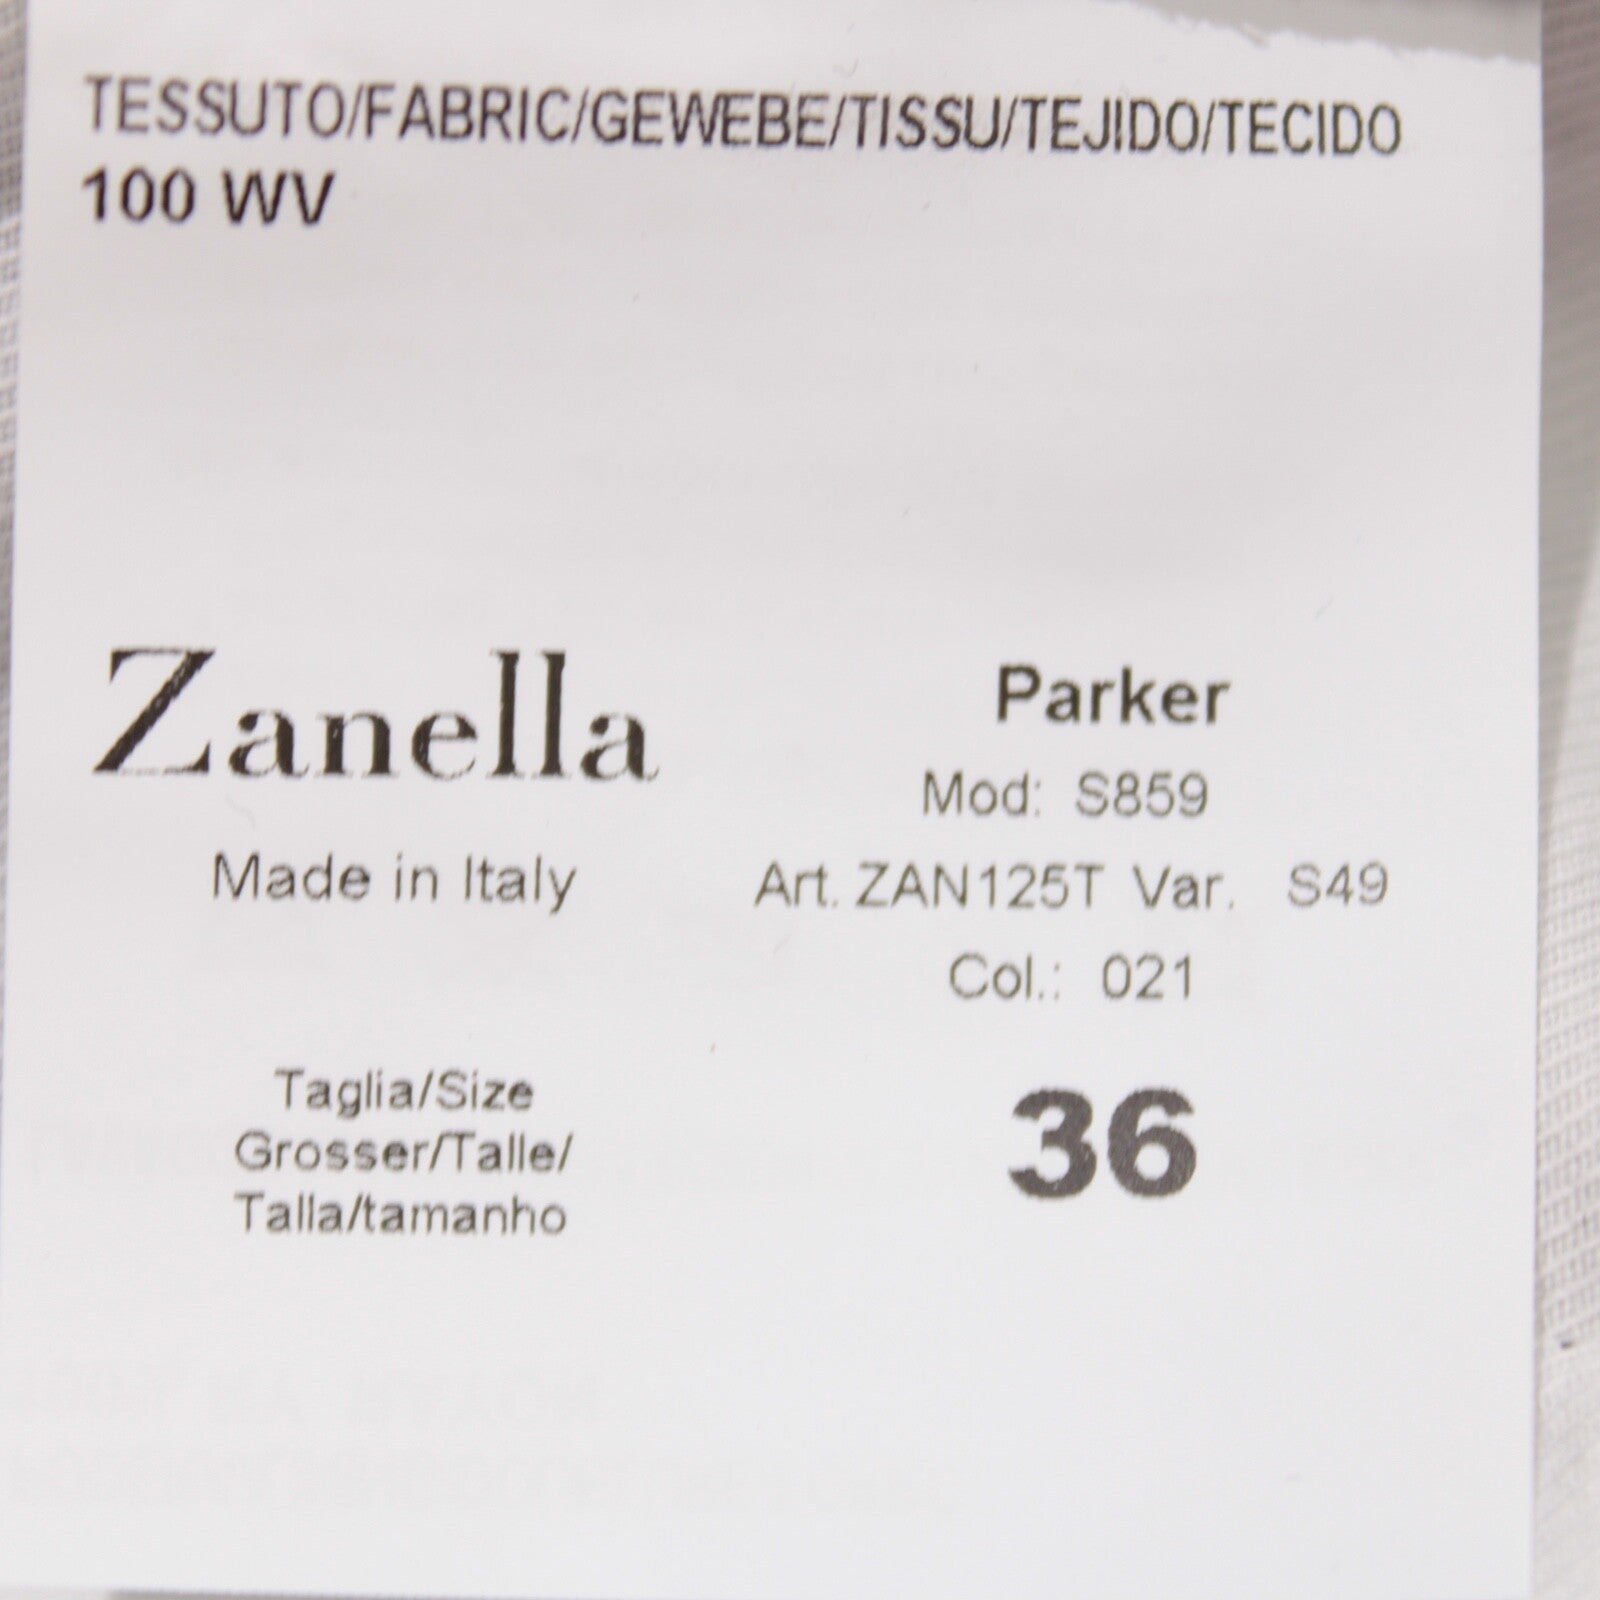 TESSUTO/FABRIC/GEWEBE/TISSU/TEJIDO/TECIDO
100 WV
Zanella
Made in Italy
Parker
Mod: S859
Art. ZAN125T Var. S49
Col.: 021
Taglia/Size
Grosser/Talle/
Talla/tamanho
36